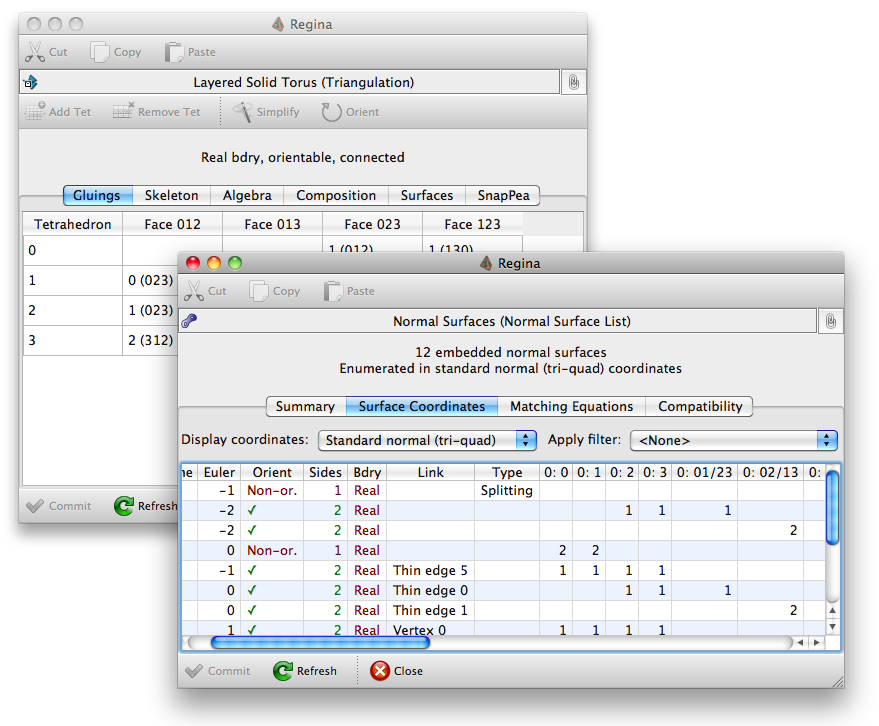 Regina
Cut Copy Paste
Layered Solid Torus (Triangulation)
Add Tet Remove Tet Simplify Orient
Real bdry, orientable, connected
Gluings Skeleton Algebra Composition Surfaces SnapPea
Tetrahedron Face 012 Face 013 Face 023 Face 123
0 1 (012) 1 (130)
1 0 (023)
2 1 (023)
3 2 (312)
Commit Refresh
Regina
Cut Copy Paste
Normal Surfaces (Normal Surface List)
12 embedded normal surfaces
Enumerated in standard normal (tri-quad) coordinates
Summary Surface Coordinates Matching Equations Compatibility
Display coordinates: Standard normal (tri-quad) Apply filter: <None>
ne Euler Orient Sides Bdry Link Type 0: 0 0: 1 0: 2 0: 3 0: 01/23 0: 02/13 0:
-1 Non-or. 1 Real Splitting
-2 ✓ 2 Real 1 1 1
-2 ✓ 2 Real 2
0 Non-or. 1 Real 2 2
-1 ✓ 2 Real Thin edge 5 1 1 1 1
0 ✓ 2 Real Thin edge 0 1 1 1
0 ✓ 2 Real Thin edge 1 2
1 ✓ 2 Real Vertex 0 1 1 1 1
Commit Refresh Close